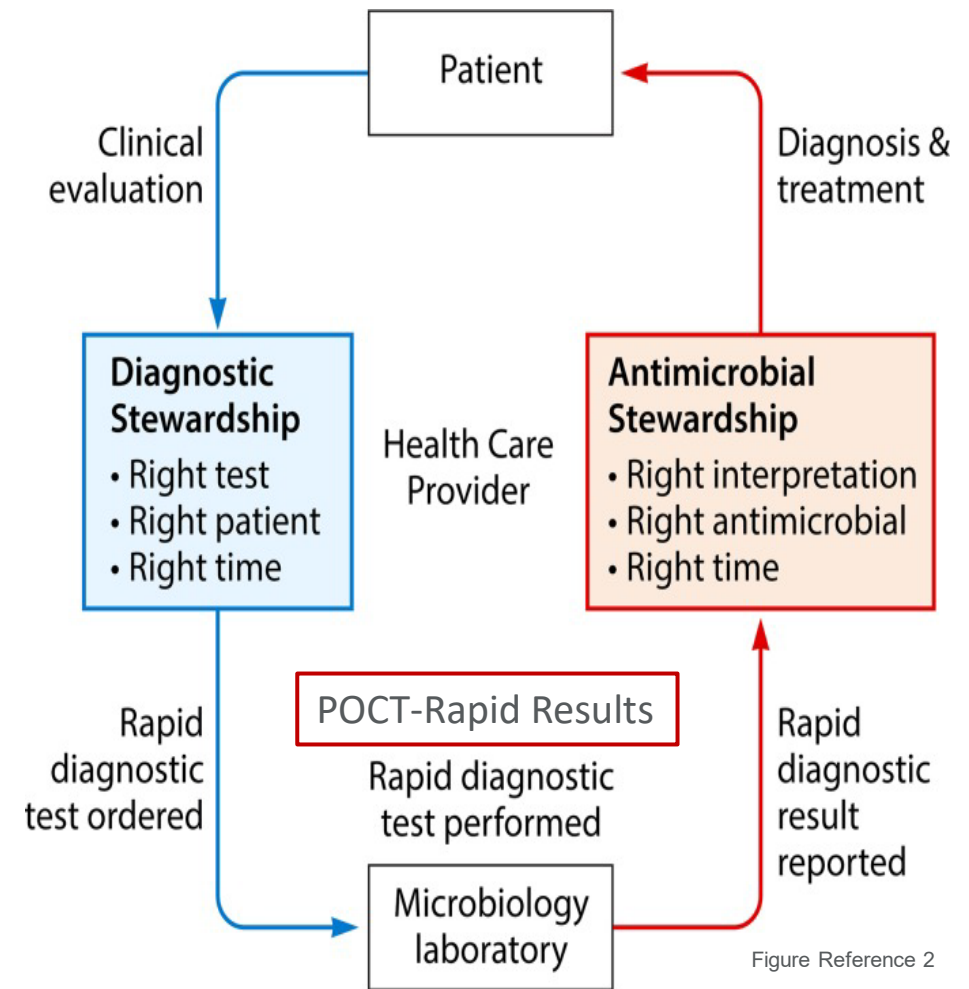 Patient
Clinical
evaluation
Diagnosis &
treatment
Diagnostic
Stewardship
• Right test
• Right patient
• Right time
Health Care
Provider
Antimicrobial
Stewardship
• Right interpretation
• Right antimicrobial
• Right time
POCT-Rapid Results
Rapid
diagnostic
test ordered
Rapid diagnostic
test performed
Rapid
diagnostic
result
reported
Microbiology
laboratory
Figure Reference 2